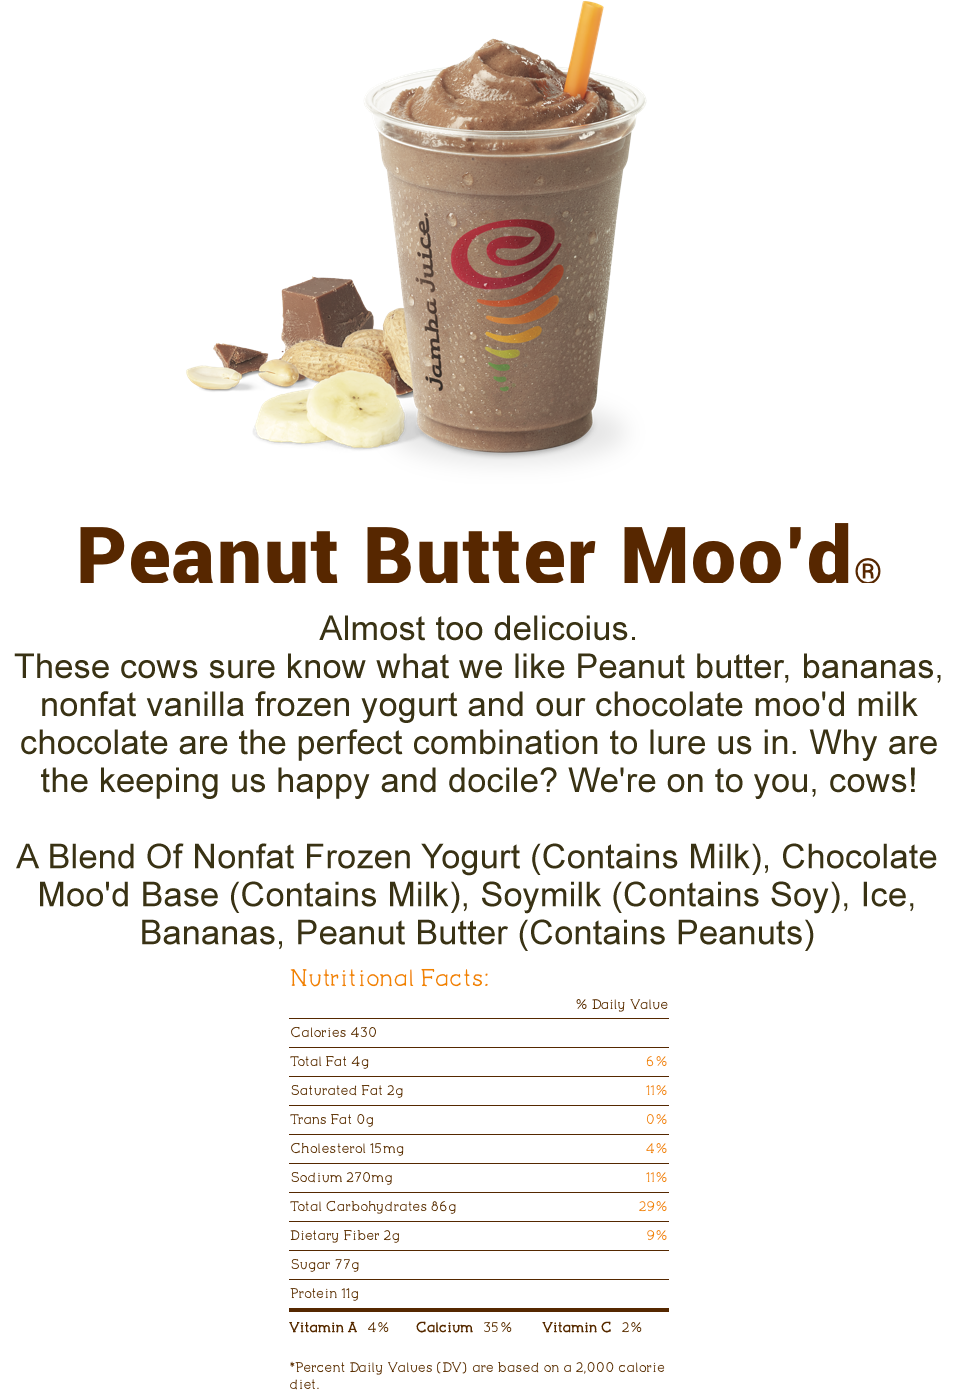 jamba juice.
Peanut Butter Moo'd®
Almost too delicoius.
These cows sure know what we like Peanut butter, bananas,
nonfat vanilla frozen yogurt and our chocolate moo'd milk
chocolate are the perfect combination to lure us in. Why are
the keeping us happy and docile? We're on to you, cows!
A Blend Of Nonfat Frozen Yogurt (Contains Milk), Chocolate
Moo'd Base (Contains Milk), Soymilk (Contains Soy), Ice,
Bananas, Peanut Butter (Contains Peanuts)
Nutritional Facts:
% Daily Value
Calories 430
Total Fat 4g 6%
Saturated Fat 2g 11%
Trans Fat 0g 0%
Cholesterol 15mg 4%
Sodium 270mg 11%
Total Carbohydrates 86g 29%
Dietary Fiber 2g 9%
Sugar 77g
Protein 11g
Vitamin A 4% Calcium 35% Vitamin C 2%
*Percent Daily Values (DV) are based on a 2,000 calorie
diet.